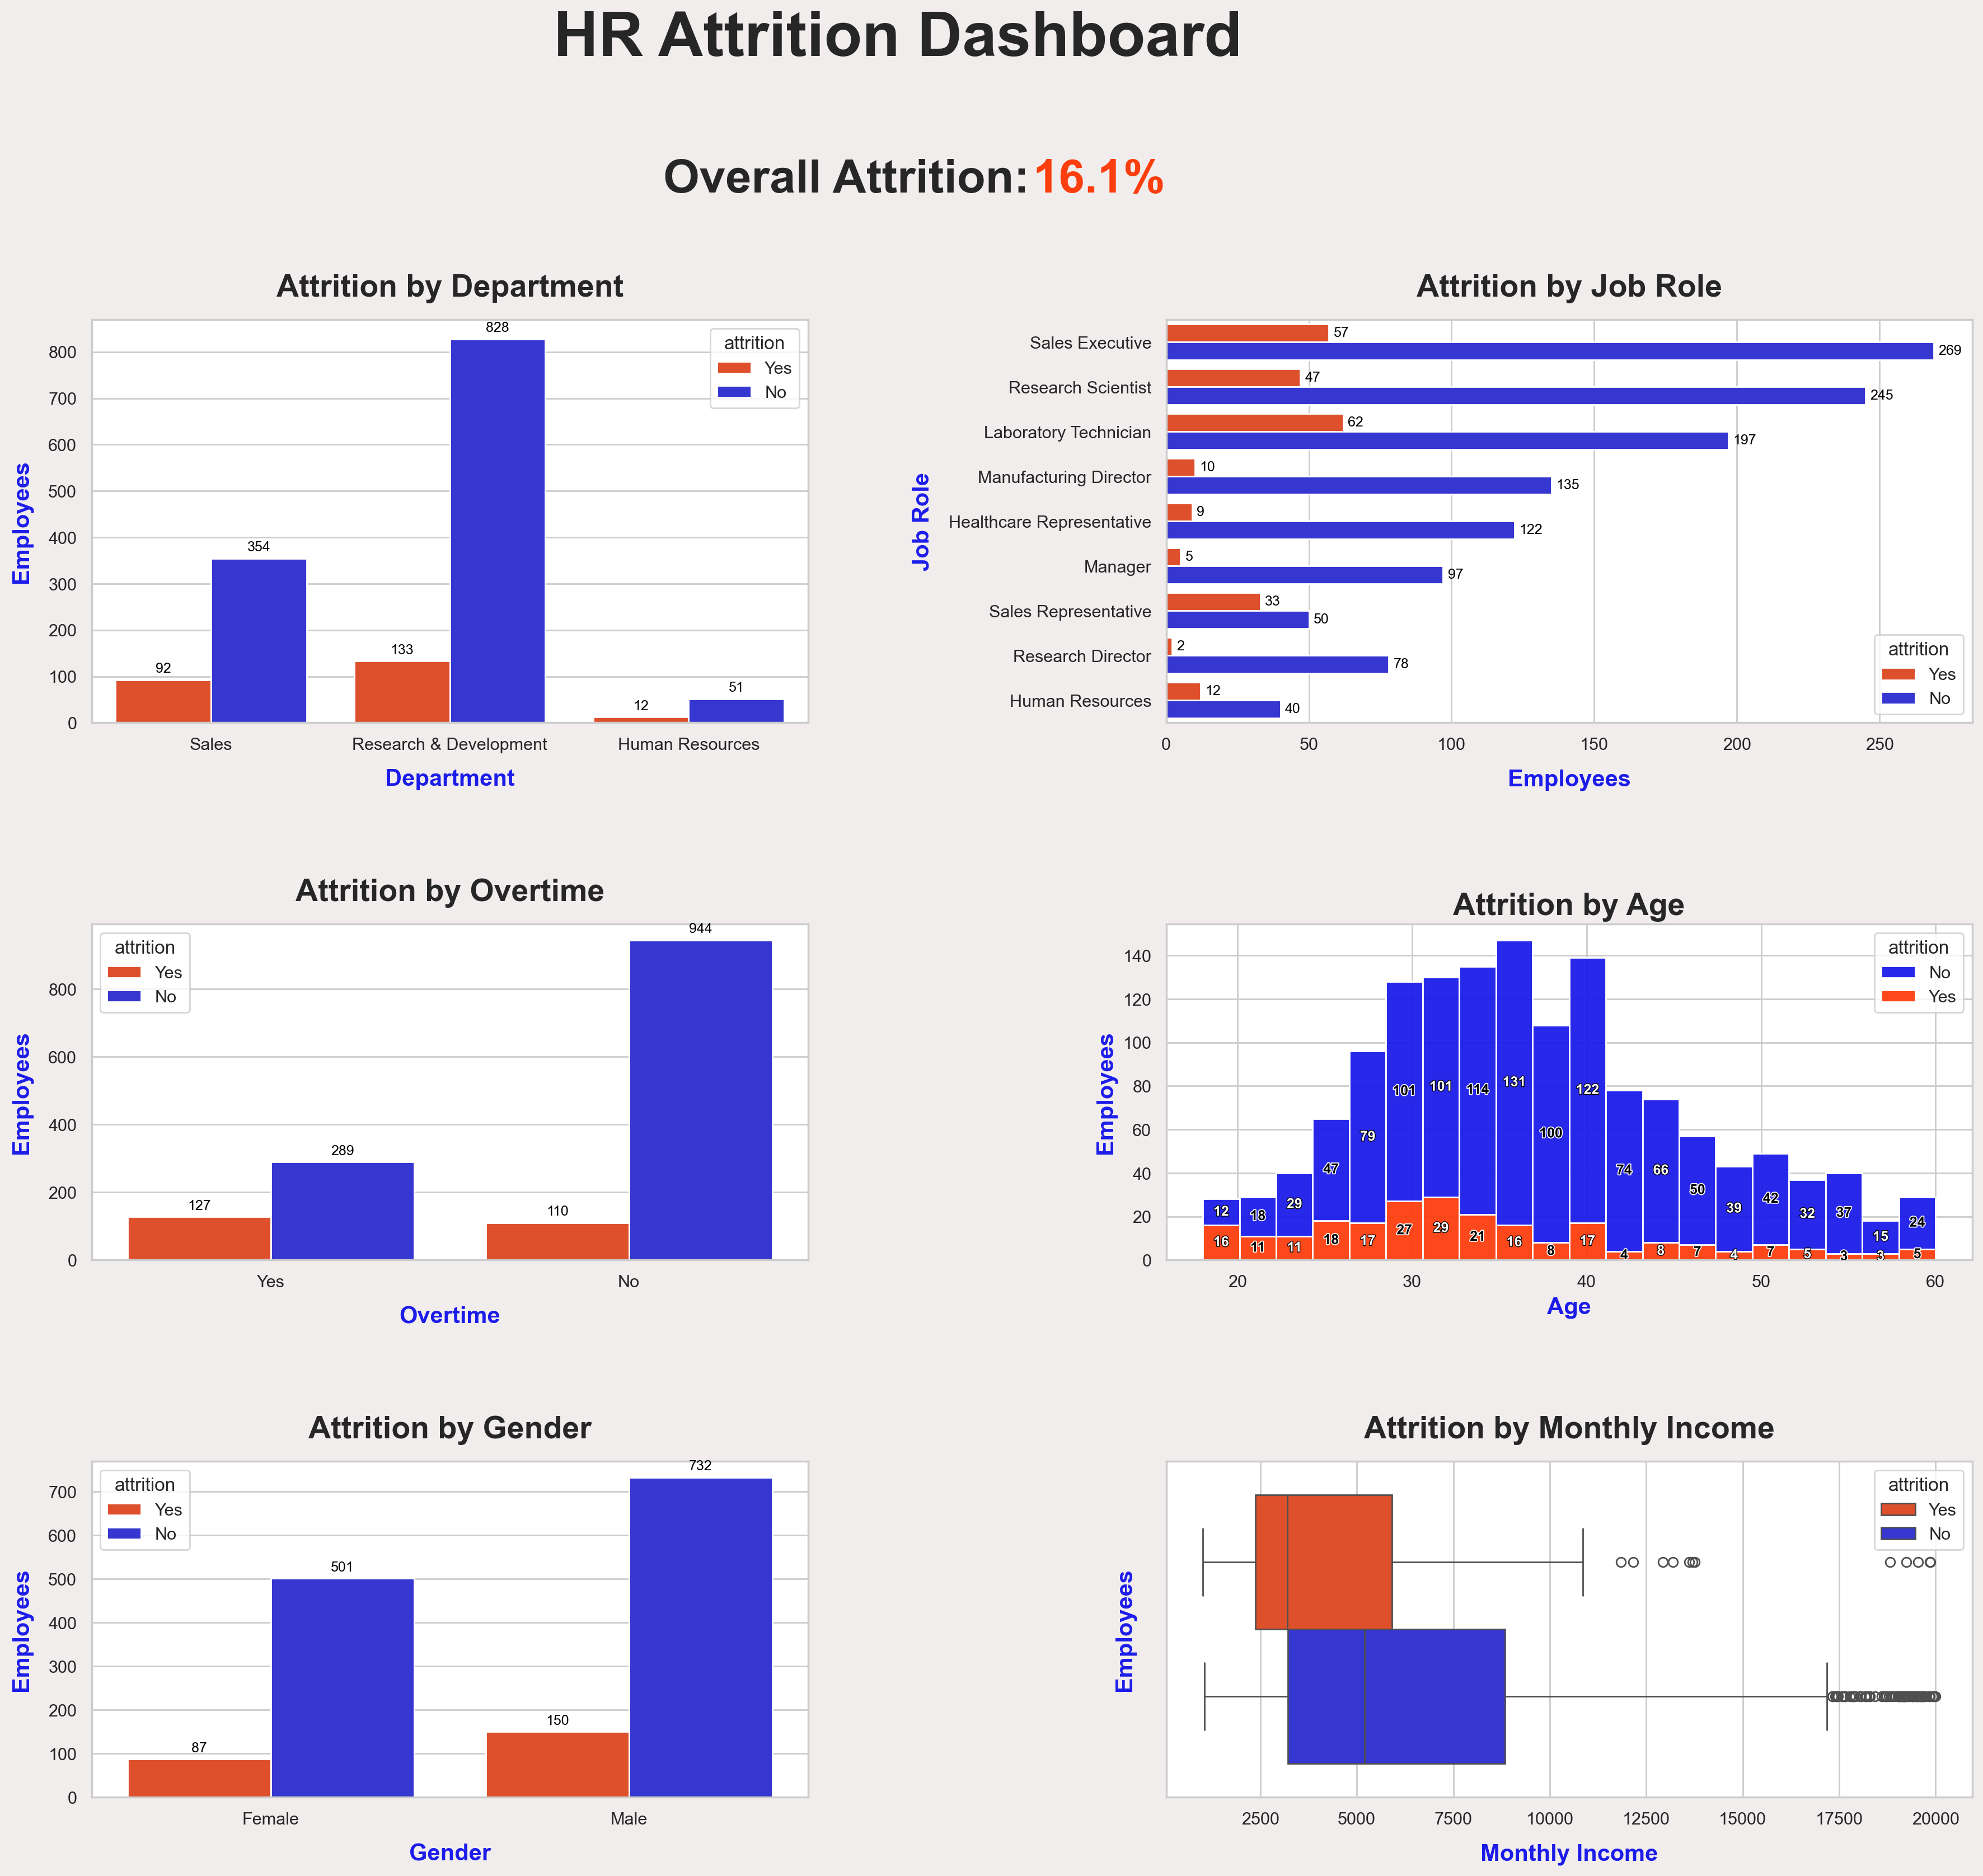 HR Attrition Dashboard
Overall Attrition: 16.1%
Attrition by Department
Employees
800
700
600
500
400
300
200
100
0
92
354
133
828
12
51
attrition
Yes
No
Sales
Research & Development
Human Resources
Department
Attrition by Job Role
Job Role
Sales Executive
Research Scientist
Laboratory Technician
Manufacturing Director
Healthcare Representative
Manager
Sales Representative
Research Director
Human Resources
57
269
47
245
62
197
10
135
9
122
5
97
33
50
2
78
12
40
attrition
Yes
No
0
50
100
150
200
250
Employees
Attrition by Overtime
Employees
800
600
400
200
0
attrition
Yes
No
127
289
110
944
Yes
No
Overtime
Attrition by Age
Employees
140
120
100
80
60
40
20
0
attrition
No
Yes
12
18
29
47
79
101
101
114
131
100
122
74
66
50
39
42
32
37
15
24
16
11
11
18
17
27
29
21
16
8
17
4
8
7
4
7
5
3
3
5
20
30
40
50
60
Age
Attrition by Gender
Employees
700
600
500
400
300
200
100
0
attrition
Yes
No
87
501
150
732
Female
Male
Gender
Attrition by Monthly Income
Employees
attrition
Yes
No
2500
5000
7500
10000
12500
15000
17500
20000
Monthly Income